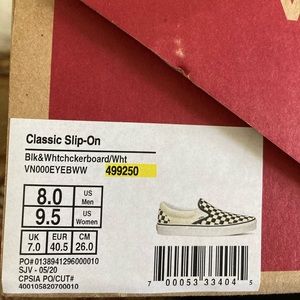 Classic Slip-On
Blk&Whtchckerboard/Wht
VN000EYEBWW 499250
8.0 US Men
9.5 US Women
UK 7.0 EUR 40.5 CM 26.0
PO#0138941296000010
SJV - 05/20
CPSIA PO/CUT#
400105820700010
7 00053 33404 5